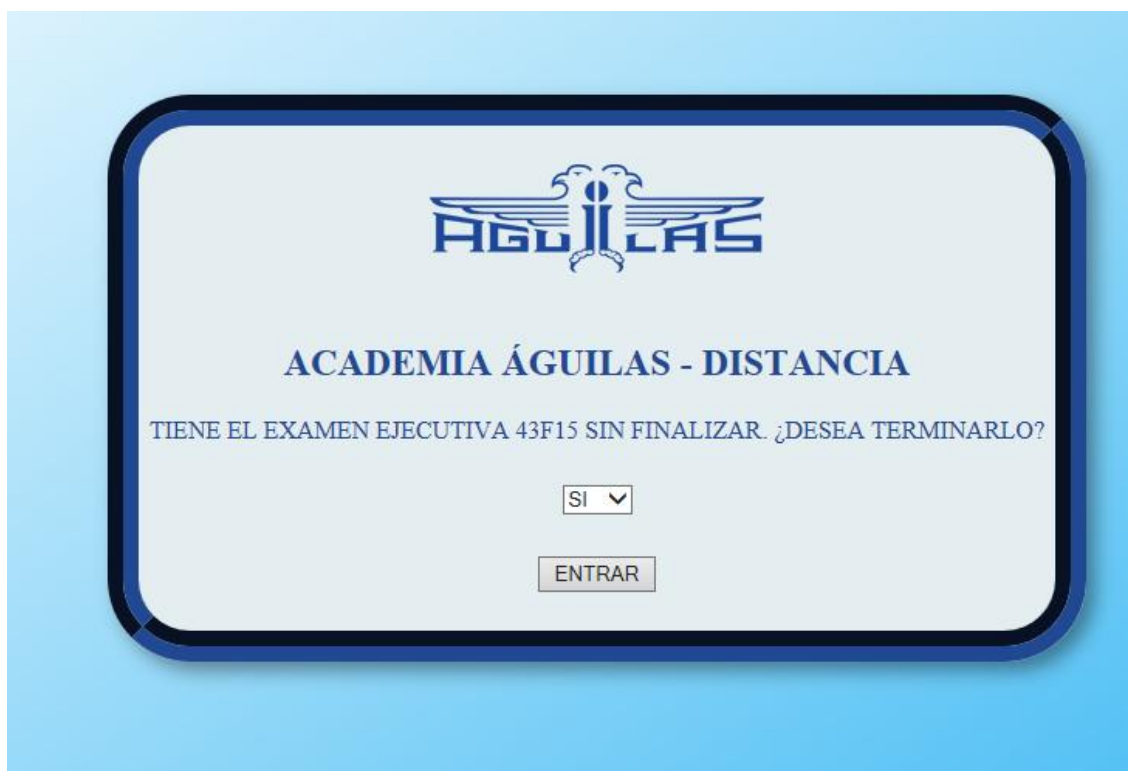 AGUILAS
ACADEMIA ÁGUILAS - DISTANCIA
TIENE EL EXAMEN EJECUTIVA 43F15 SIN FINALIZAR. ¿DESEA TERMINARLO?
SI
ENTRAR